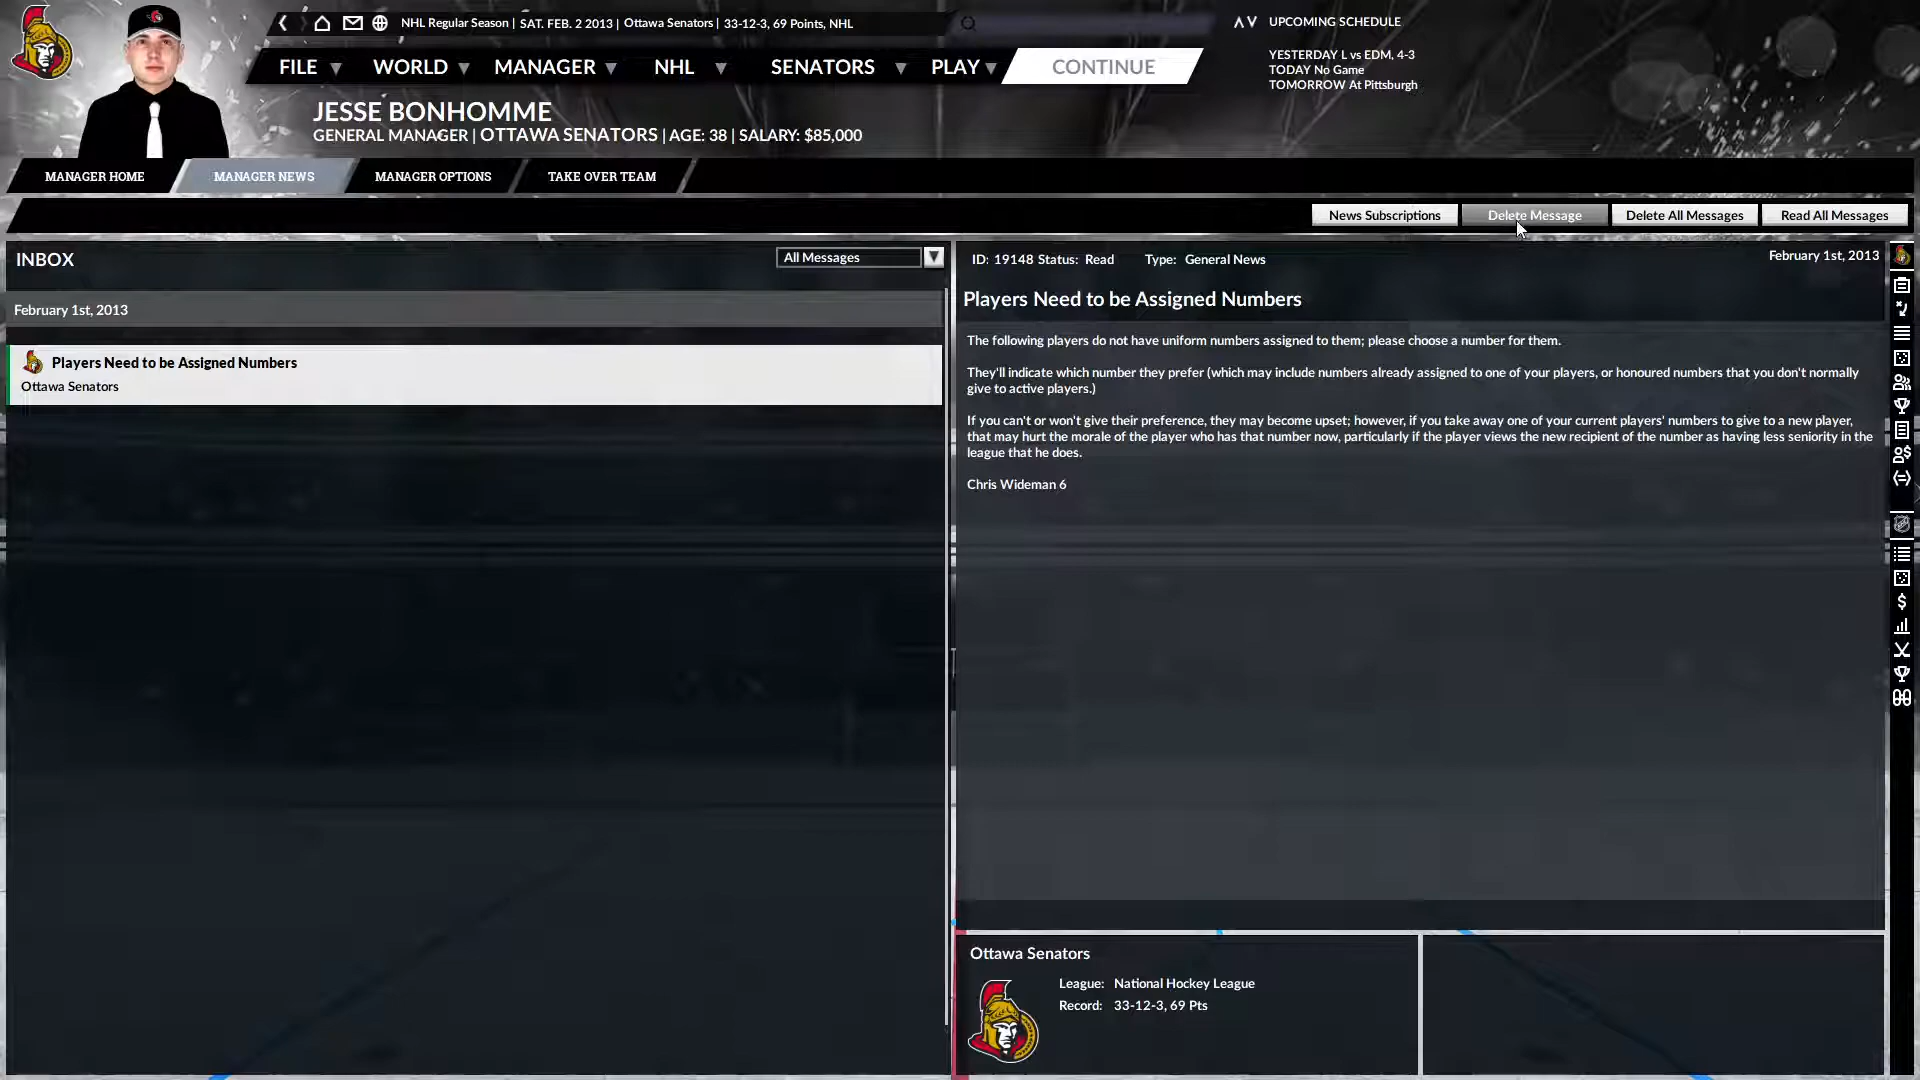 NHL Regular Season | SAT. FEB. 2 2013 | Ottawa Senators | 33-12-3, 69 Points, NHL
UPCOMING SCHEDULE
YESTERDAY L vs EDM, 4-3
TODAY No Game
TOMORROW At Pittsburgh
FILE WORLD MANAGER NHL SENATORS PLAY CONTINUE
JESSE BONHOMME
GENERAL MANAGER | OTTAWA SENATORS | AGE: 38 | SALARY: $85,000
MANAGER HOME MANAGER NEWS MANAGER OPTIONS TAKE OVER TEAM
News Subscriptions Delete Message Delete All Messages Read All Messages
INBOX
All Messages
February 1st, 2013
Players Need to be Assigned Numbers
Ottawa Senators
ID: 19148 Status: Read Type: General News
February 1st, 2013
Players Need to be Assigned Numbers
The following players do not have uniform numbers assigned to them; please choose a number for them.
They'll indicate which number they prefer (which may include numbers already assigned to one of your players, or honoured numbers that you don't normally
give to active players.)
If you can't or won't give their preference, they may become upset; however, if you take away one of your current players' numbers to give to a new player,
that may hurt the morale of the player who has that number now, particularly if the player views the new recipient of the number as having less seniority in the
league that he does.
Chris Wideman 6
Ottawa Senators
League: National Hockey League
Record: 33-12-3, 69 Pts